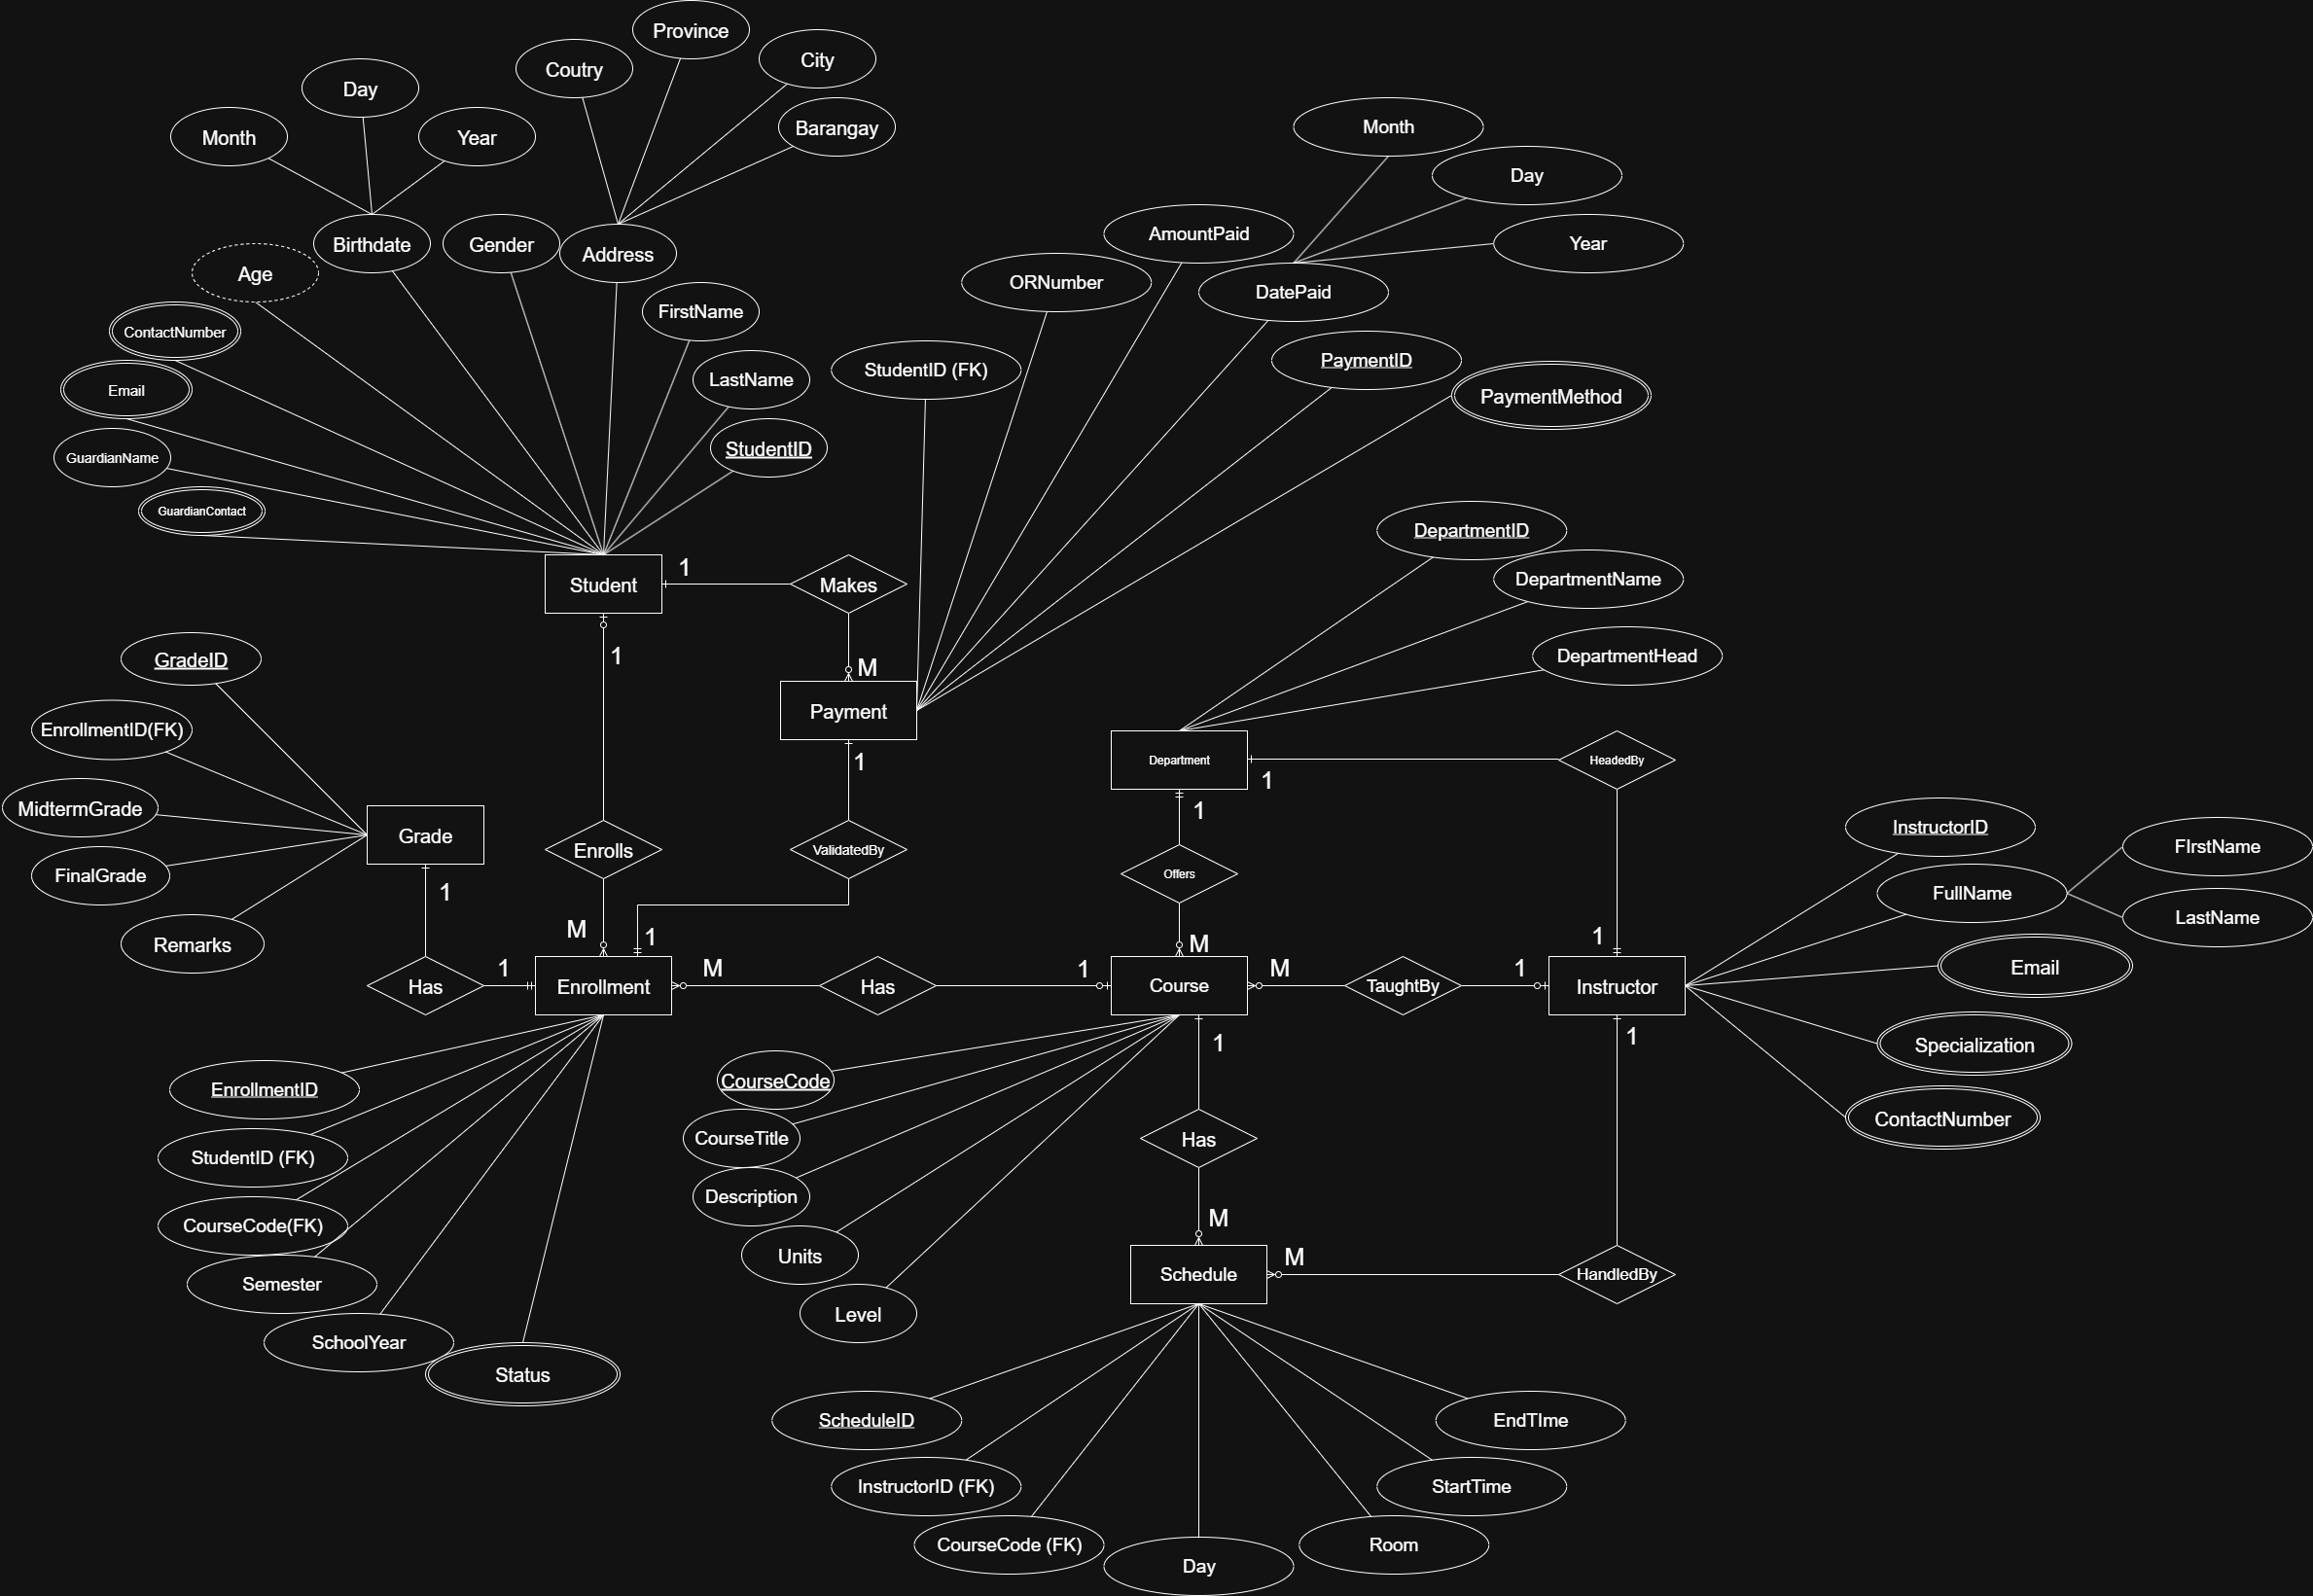 Province
City
Coutry
Day
Barangay
Month
Year
Month
Day
Year
AmountPaid
Birthdate
Gender
Address
Age
ORNumber
DatePaid
FirstName
ContactNumber
StudentID (FK)
PaymentID
LastName
Email
PaymentMethod
StudentID
GuardianName
GuardianContact
DepartmentID
1
Student
Makes
DepartmentName
1
DepartmentHead
GradeID
M
Payment
EnrollmentID(FK)
1
Department
HeadedBy
1
1
MidtermGrade
Grade
InstructorID
FIrstName
Enrolls
ValidatedBy
Offers
FinalGrade
1
FullName
LastName
M
1
1
Remarks
M
1
M
1
M
1
Email
Has
Enrollment
Has
Course
TaughtBy
Instructor
1
1
Specialization
EnrollmentID
CourseCode
ContactNumber
CourseTitle
Has
StudentID (FK)
Description
CourseCode(FK)
M
Units
M
Semester
Schedule
HandledBy
Level
SchoolYear
Status
ScheduleID
EndTIme
InstructorID (FK)
StartTime
CourseCode (FK)
Room
Day